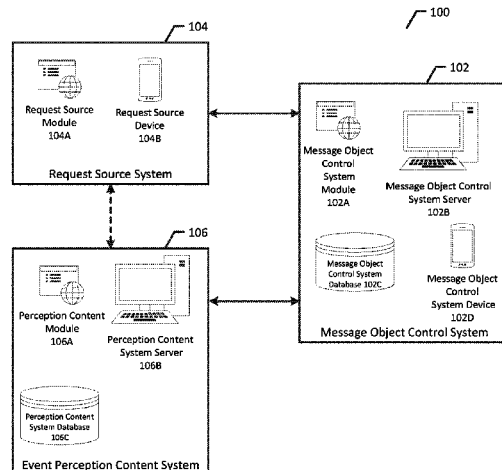 100
104
Request Source
Module
104A
Request Source
Device
104B
Request Source System
102
Message Object
Control
System
Module
102A
Message Object Control
System Server
102B
Message Object
Control System
Database 102C
Message Object
Control
System Device
102D
Message Object Control System
106
Perception Content
Module
106A
Perception Content
System Server
106B
Perception Content
System Database
106C
Event Perception Content System